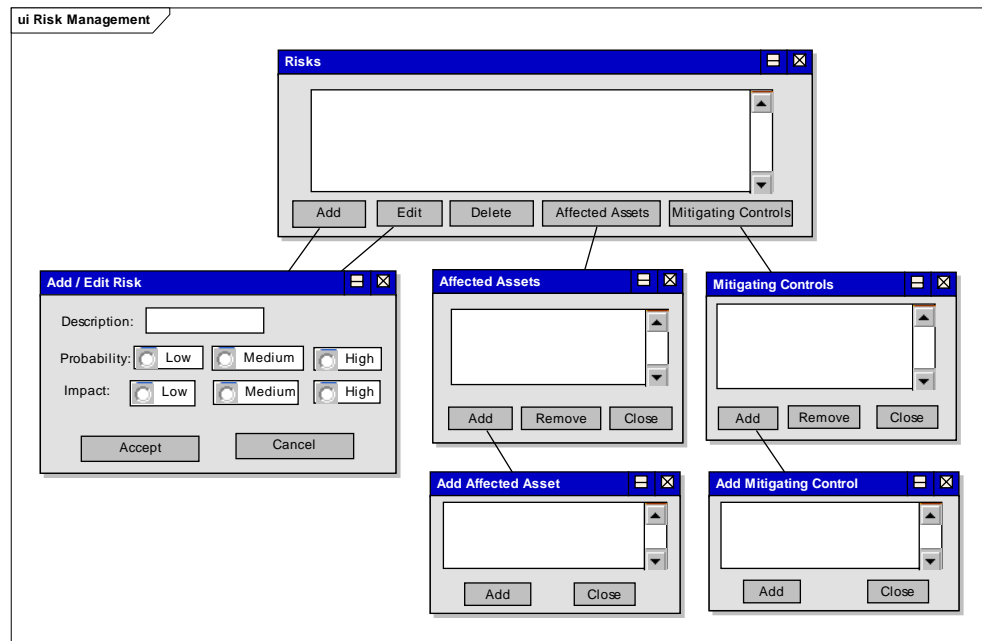 ui Risk Management
Risks
Add Edit Delete Affected Assets Mitigating Controls
Add / Edit Risk
Description:
Probability: Low Medium High
Impact: Low Medium High
Accept Cancel
Affected Assets
Add Remove Close
Mitigating Controls
Add Remove Close
Add Affected Asset
Add Close
Add Mitigating Control
Add Close